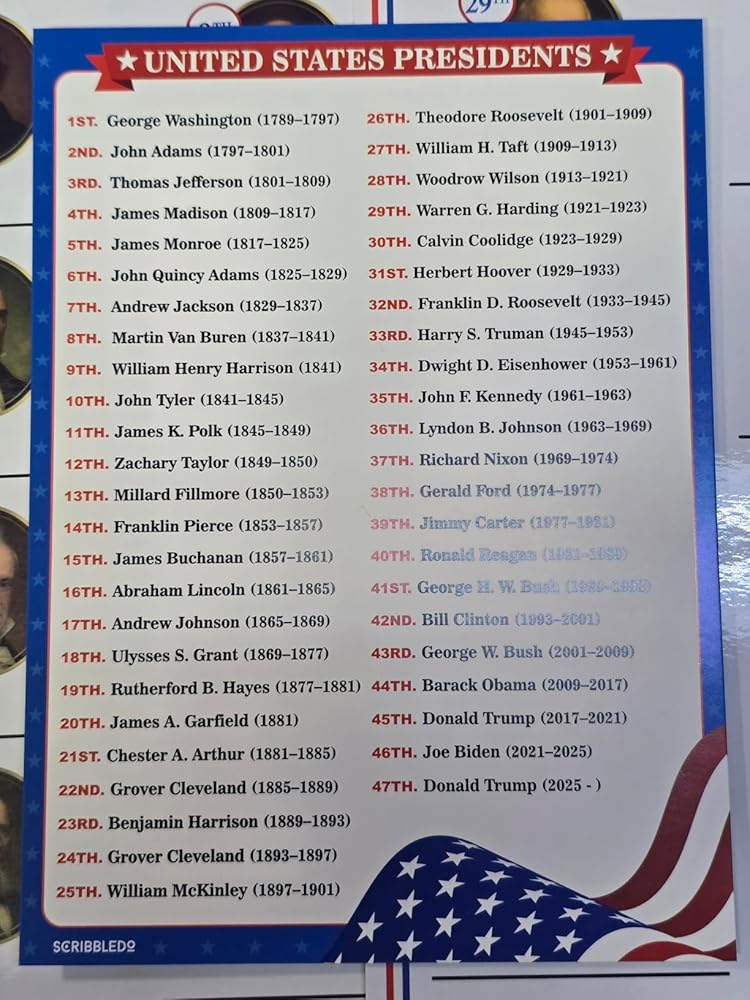 29TH
UNITED STATES PRESIDENTS
1ST. George Washington (1789–1797)
2ND. John Adams (1797–1801)
3RD. Thomas Jefferson (1801–1809)
4TH. James Madison (1809–1817)
5TH. James Monroe (1817–1825)
6TH. John Quincy Adams (1825–1829)
7TH. Andrew Jackson (1829–1837)
8TH. Martin Van Buren (1837–1841)
9TH. William Henry Harrison (1841)
10TH. John Tyler (1841–1845)
11TH. James K. Polk (1845–1849)
12TH. Zachary Taylor (1849–1850)
13TH. Millard Fillmore (1850–1853)
14TH. Franklin Pierce (1853–1857)
15TH. James Buchanan (1857–1861)
16TH. Abraham Lincoln (1861–1865)
17TH. Andrew Johnson (1865–1869)
18TH. Ulysses S. Grant (1869–1877)
19TH. Rutherford B. Hayes (1877–1881)
20TH. James A. Garfield (1881)
21ST. Chester A. Arthur (1881–1885)
22ND. Grover Cleveland (1885–1889)
23RD. Benjamin Harrison (1889–1893)
24TH. Grover Cleveland (1893–1897)
25TH. William McKinley (1897–1901)
26TH. Theodore Roosevelt (1901–1909)
27TH. William H. Taft (1909–1913)
28TH. Woodrow Wilson (1913–1921)
29TH. Warren G. Harding (1921–1923)
30TH. Calvin Coolidge (1923–1929)
31ST. Herbert Hoover (1929–1933)
32ND. Franklin D. Roosevelt (1933–1945)
33RD. Harry S. Truman (1945–1953)
34TH. Dwight D. Eisenhower (1953–1961)
35TH. John F. Kennedy (1961–1963)
36TH. Lyndon B. Johnson (1963–1969)
37TH. Richard Nixon (1969–1974)
38TH. Gerald Ford (1974–1977)
39TH. Jimmy Carter (1977–1981)
40TH. Ronald Reagan (1981–1989)
41ST. George H. W. Bush
42ND. Bill Clinton (1993–2001)
43RD. George W. Bush (2001–2009)
44TH. Barack Obama (2009–2017)
45TH. Donald Trump (2017–2021)
46TH. Joe Biden (2021–2025)
47TH. Donald Trump (2025 - )
SCRIBBLEDO